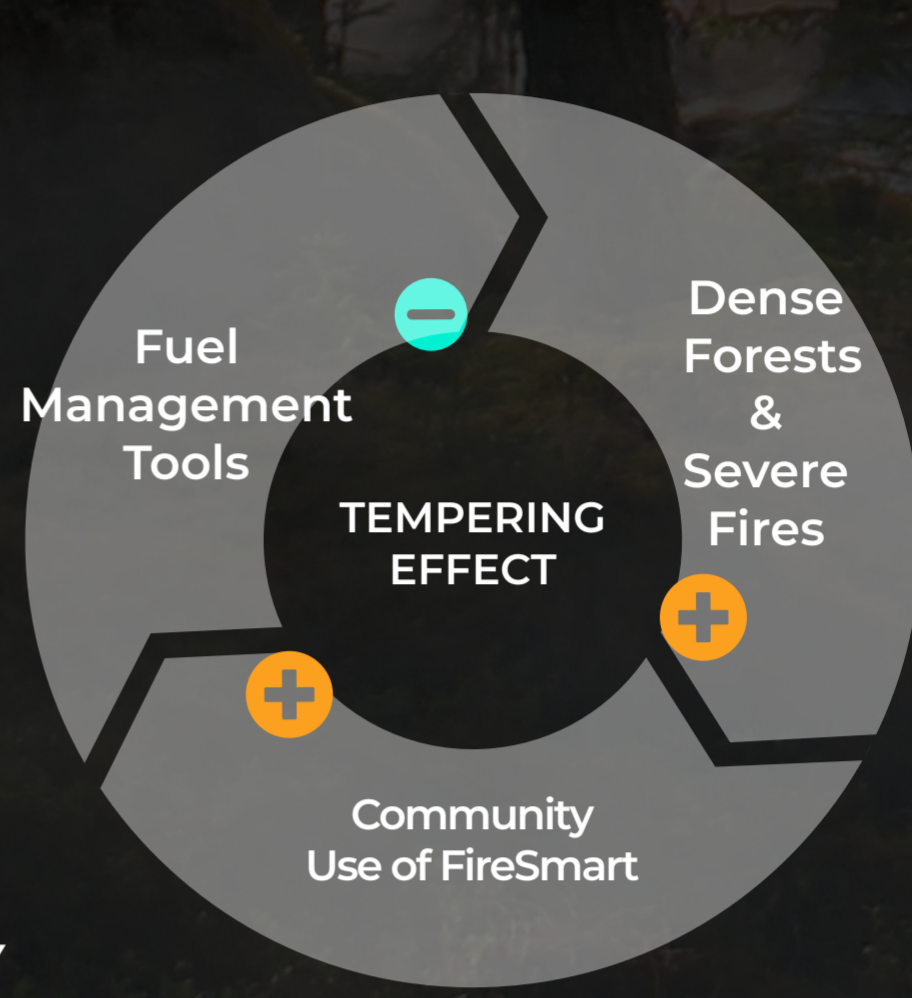 Fuel
Management
Tools
Dense
Forests
&
Severe
Fires
TEMPERING
EFFECT
Community
Use of FireSmart